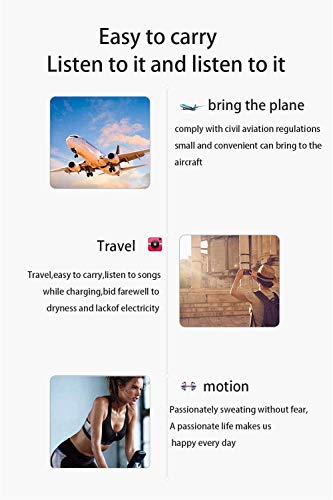 Easy to carry
Listen to it and listen to it
bring the plane
comply with civil aviation regulations
small and convenient can bring to the
aircraft
Travel
Travel,easy to carry,listen to songs
while charging,bid farewell to
dryness and lackof electricity
motion
Passionately sweating without fear,
A passionate life makes us
happy every day